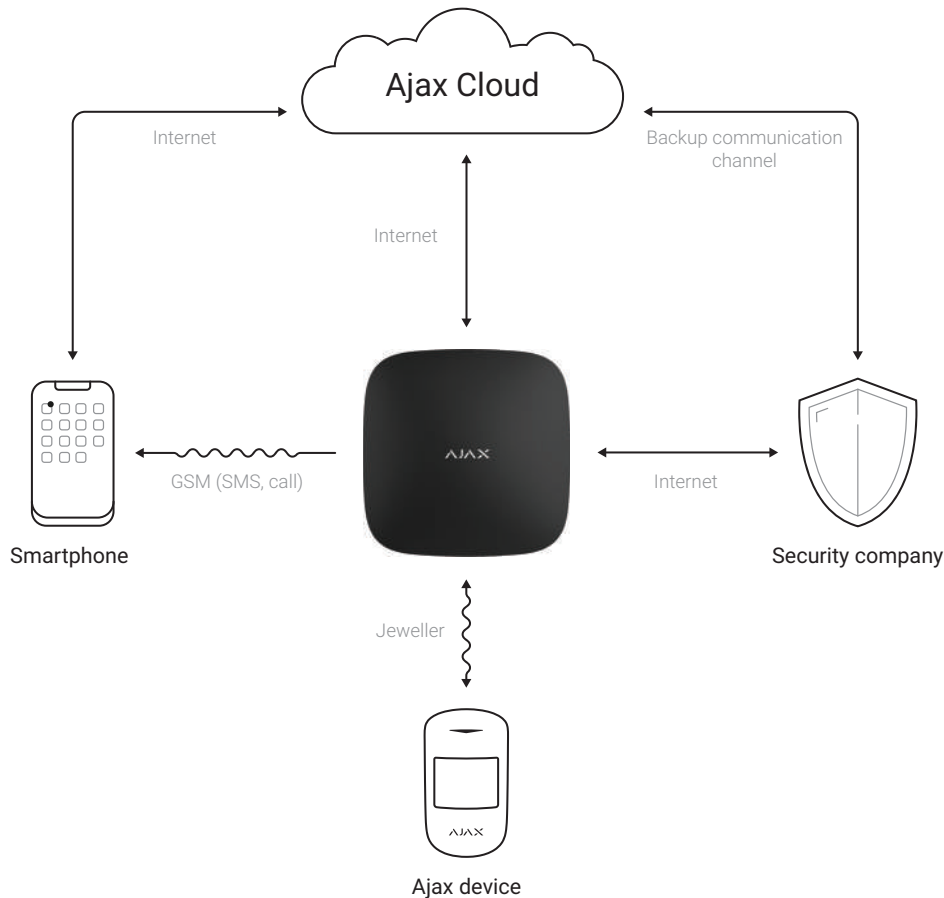 Ajax Cloud
Internet
Backup communication
channel
Internet
AJAX
GSM (SMS, call)
Internet
Smartphone
Security company
Jeweller
AJAX
Ajax device